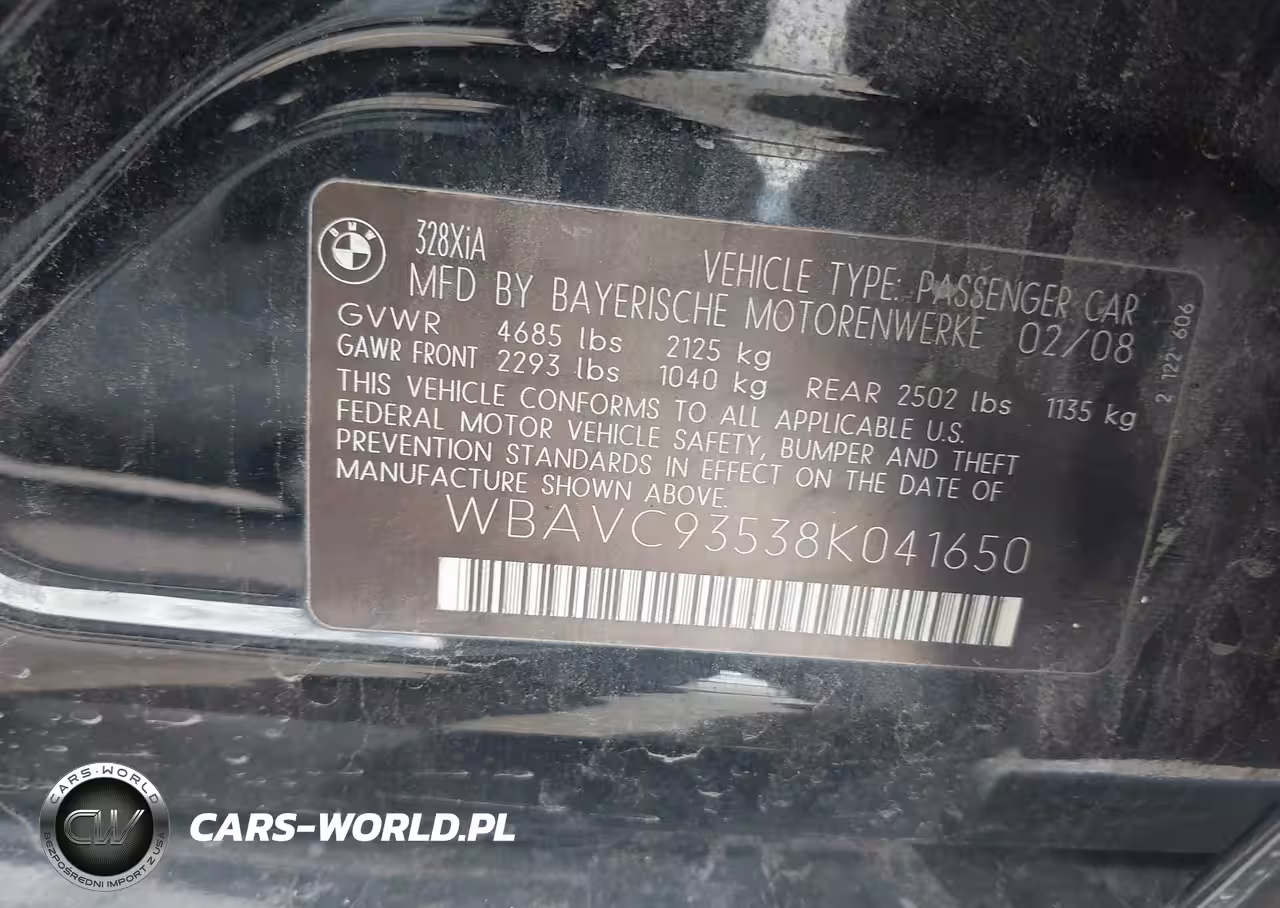 BMW
328XiA
VEHICLE TYPE: PASSENGER CAR
MFD BY BAYERISCHE MOTORENWERKE 02/08
GVWR 4685 lbs 2125 kg
GAWR FRONT 2293 lbs 1040 kg REAR 2502 lbs 1135 kg
THIS VEHICLE CONFORMS TO ALL APPLICABLE U.S.
FEDERAL MOTOR VEHICLE SAFETY, BUMPER AND THEFT
PREVENTION STANDARDS IN EFFECT ON THE DATE OF
MANUFACTURE SHOWN ABOVE.
WBAVC93538K041650
2 122 606
CARS-WORLD
CW
BEZPOŚREDNI IMPORT Z USA
CARS-WORLD.PL